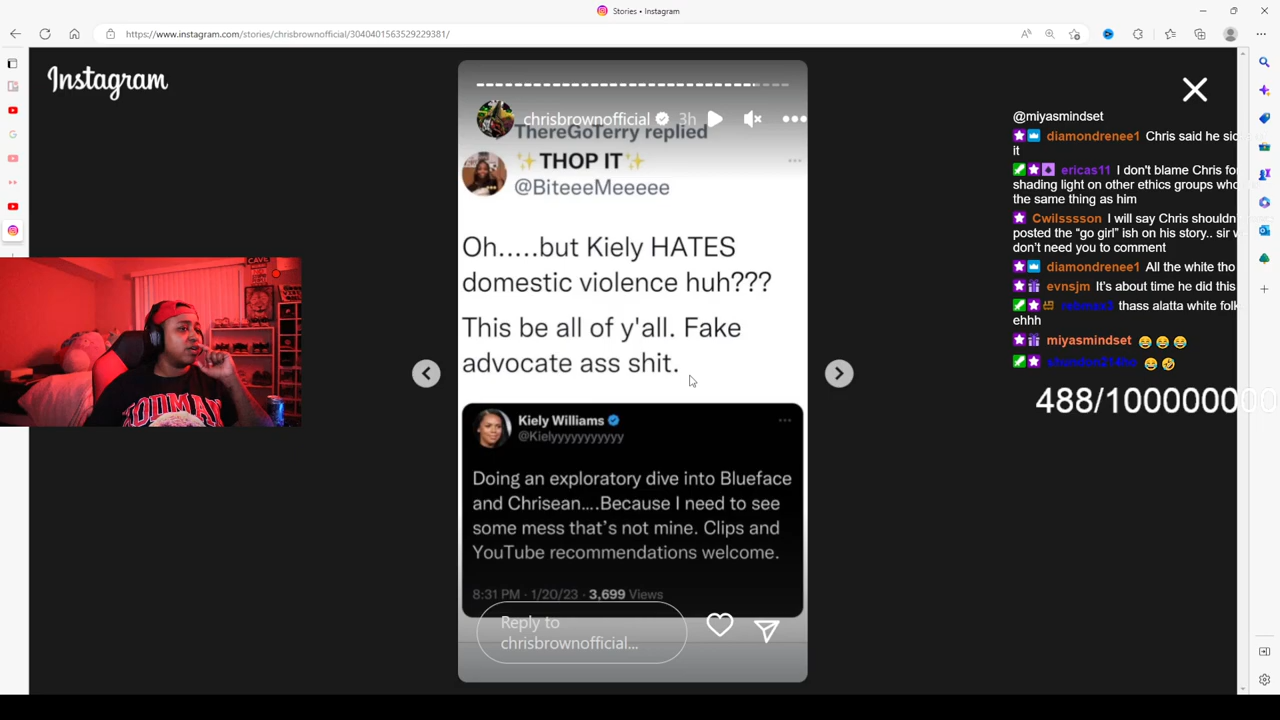 Stories • Instagram
https://www.instagram.com/stories/chrisbrownofficial/3040401563529229381/
Instagram
chrisbrownofficial 3h
ThereGoTerry replied
✨THOP IT✨
@BiteeeMeeeee
Oh.....but Kiely HATES
domestic violence huh???
This be all of y'all. Fake
advocate ass shit.
Kiely Williams
@Kielyyyyyyyyyyy
Doing an exploratory dive into Blueface
and Chrisean....Because I need to see
some mess that's not mine. Clips and
YouTube recommendations welcome.
8:31 PM · 1/20/23 · 3,699 Views
Reply to
chrisbrownofficial...
@miyasmindset
diamondrenee1 Chris said he sic
it
ericas11 I don't blame Chris fo
shading light on other ethics groups who
the same thing as him
Cwilsssson I will say Chris shouldn'
posted the “go girl” ish on his story.. sir w
don't need you to comment
diamondrenee1 All the white tho
evnsjm It's about time he did this
thass alatta white folk
ehhh
miyasmindset 😂😂😂
😂🤣
488/10000000